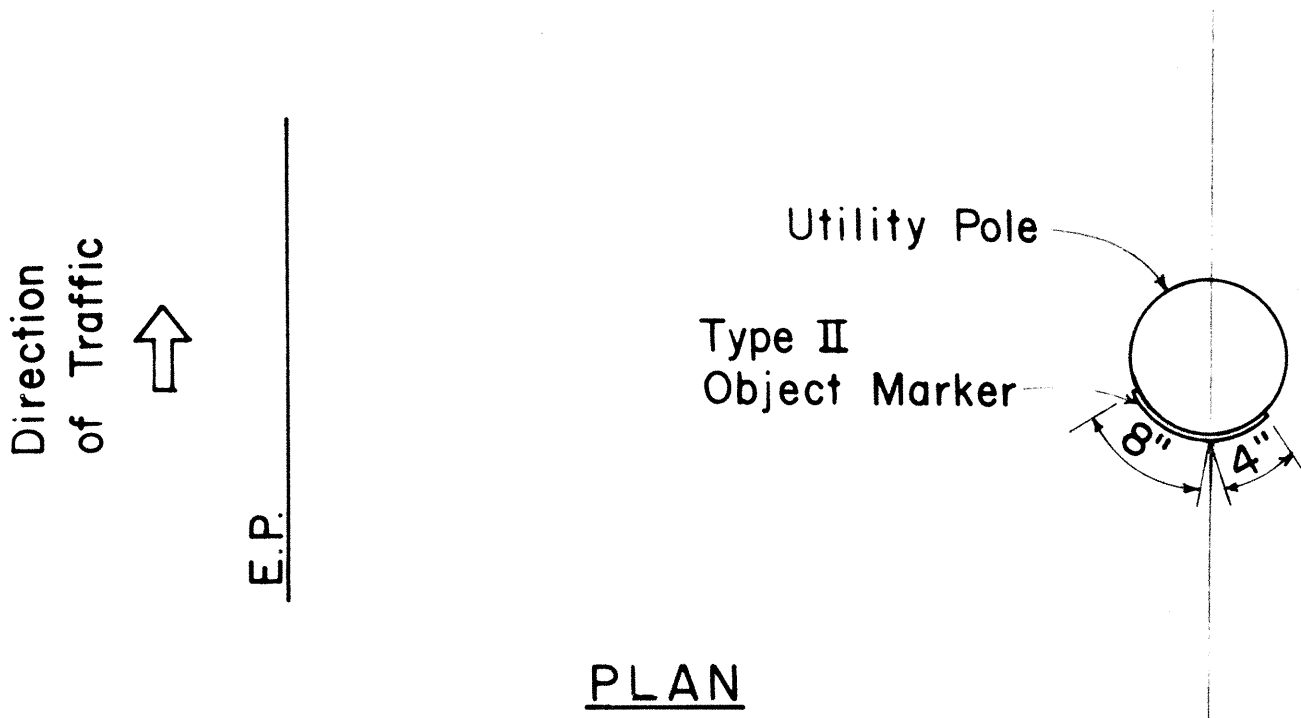 Direction
of Traffic
E.P.
Utility Pole
Type II
Object Marker
8"
4"
PLAN